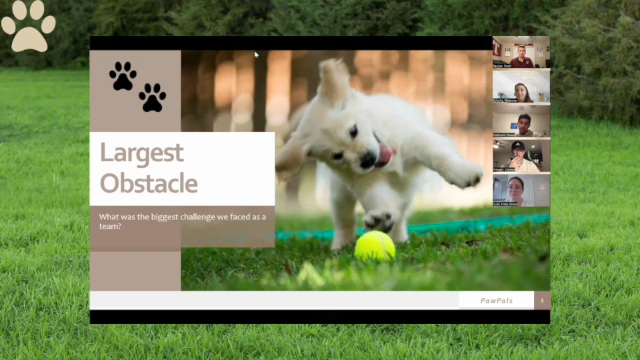 Largest
Obstacle
What was the biggest challenge we faced as a
team?
PawPals